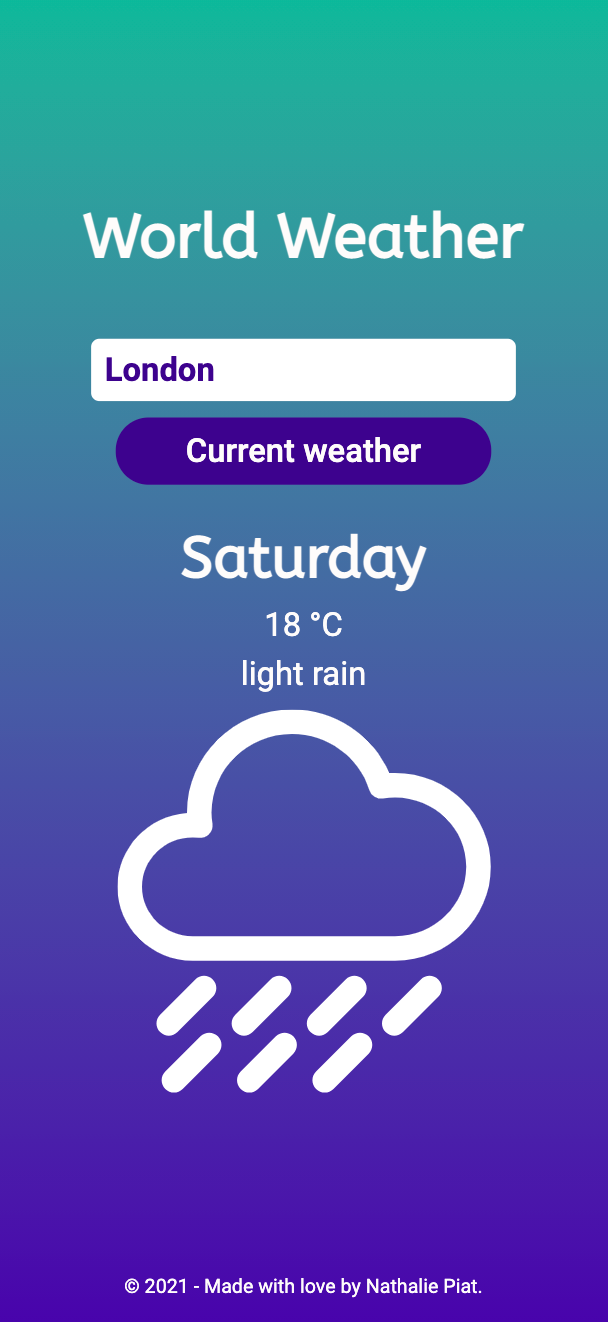 World Weather
London
Current weather
Saturday
18 °C
light rain
© 2021 - Made with love by Nathalie Piat.